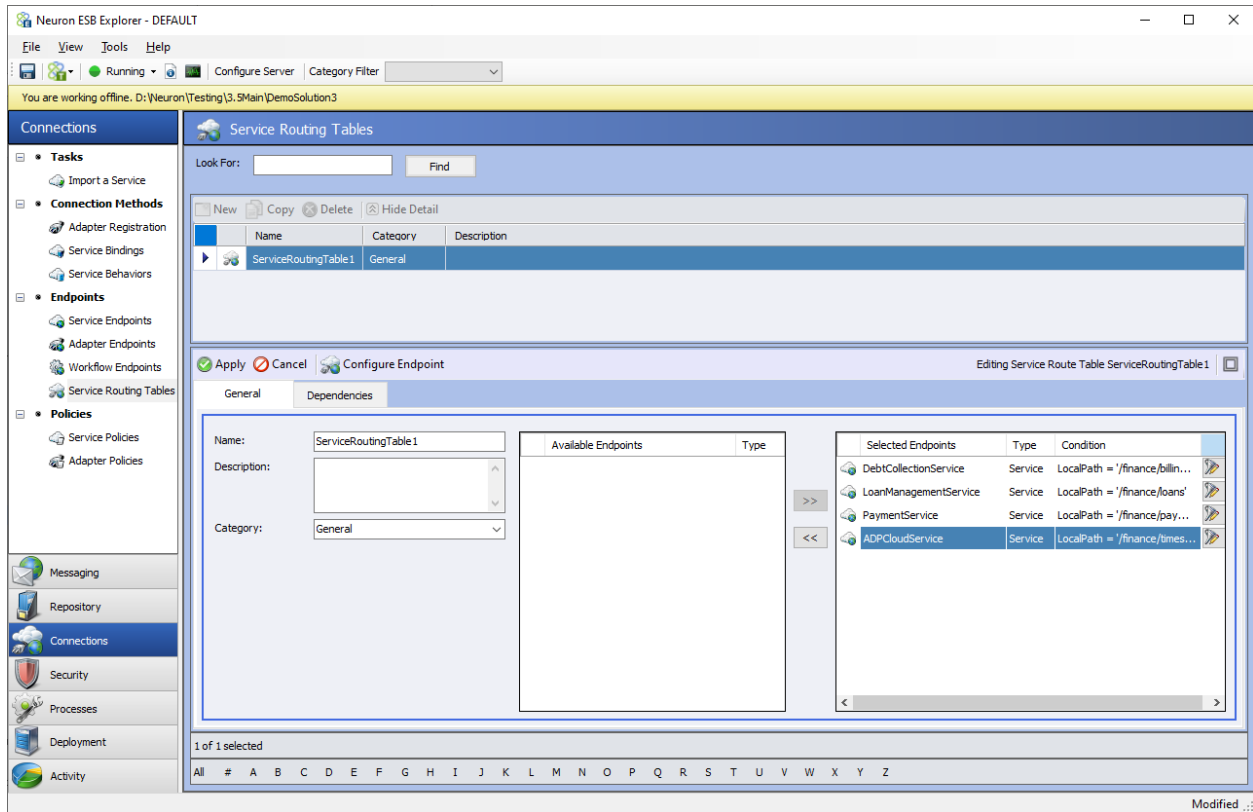 Neuron ESB Explorer - DEFAULT
File View Tools Help
Running Configure Server Category Filter
You are working offline. D:\Neuron\Testing\3.5Main\DemoSolution3
Connections
Tasks
Import a Service
Connection Methods
Adapter Registration
Service Bindings
Service Behaviors
Endpoints
Service Endpoints
Adapter Endpoints
Workflow Endpoints
Service Routing Tables
Policies
Service Policies
Adapter Policies
Messaging
Repository
Connections
Security
Processes
Deployment
Activity
Service Routing Tables
Look For: Find
New Copy Delete Hide Detail
Name Category Description
ServiceRoutingTable1 General
Apply Cancel Configure Endpoint Editing Service Route Table ServiceRoutingTable1
General Dependencies
Name: ServiceRoutingTable1
Description:
Category: General
Available Endpoints Type
>>
<<
Selected Endpoints Type Condition
DebtCollectionService Service LocalPath = '/finance/billin...
LoanManagementService Service LocalPath = '/finance/loans'
PaymentService Service LocalPath = '/finance/pay...
ADPCloudService Service LocalPath = '/finance/times...
1 of 1 selected
All # A B C D E F G H I J K L M N O P Q R S T U V W X Y Z
Modified